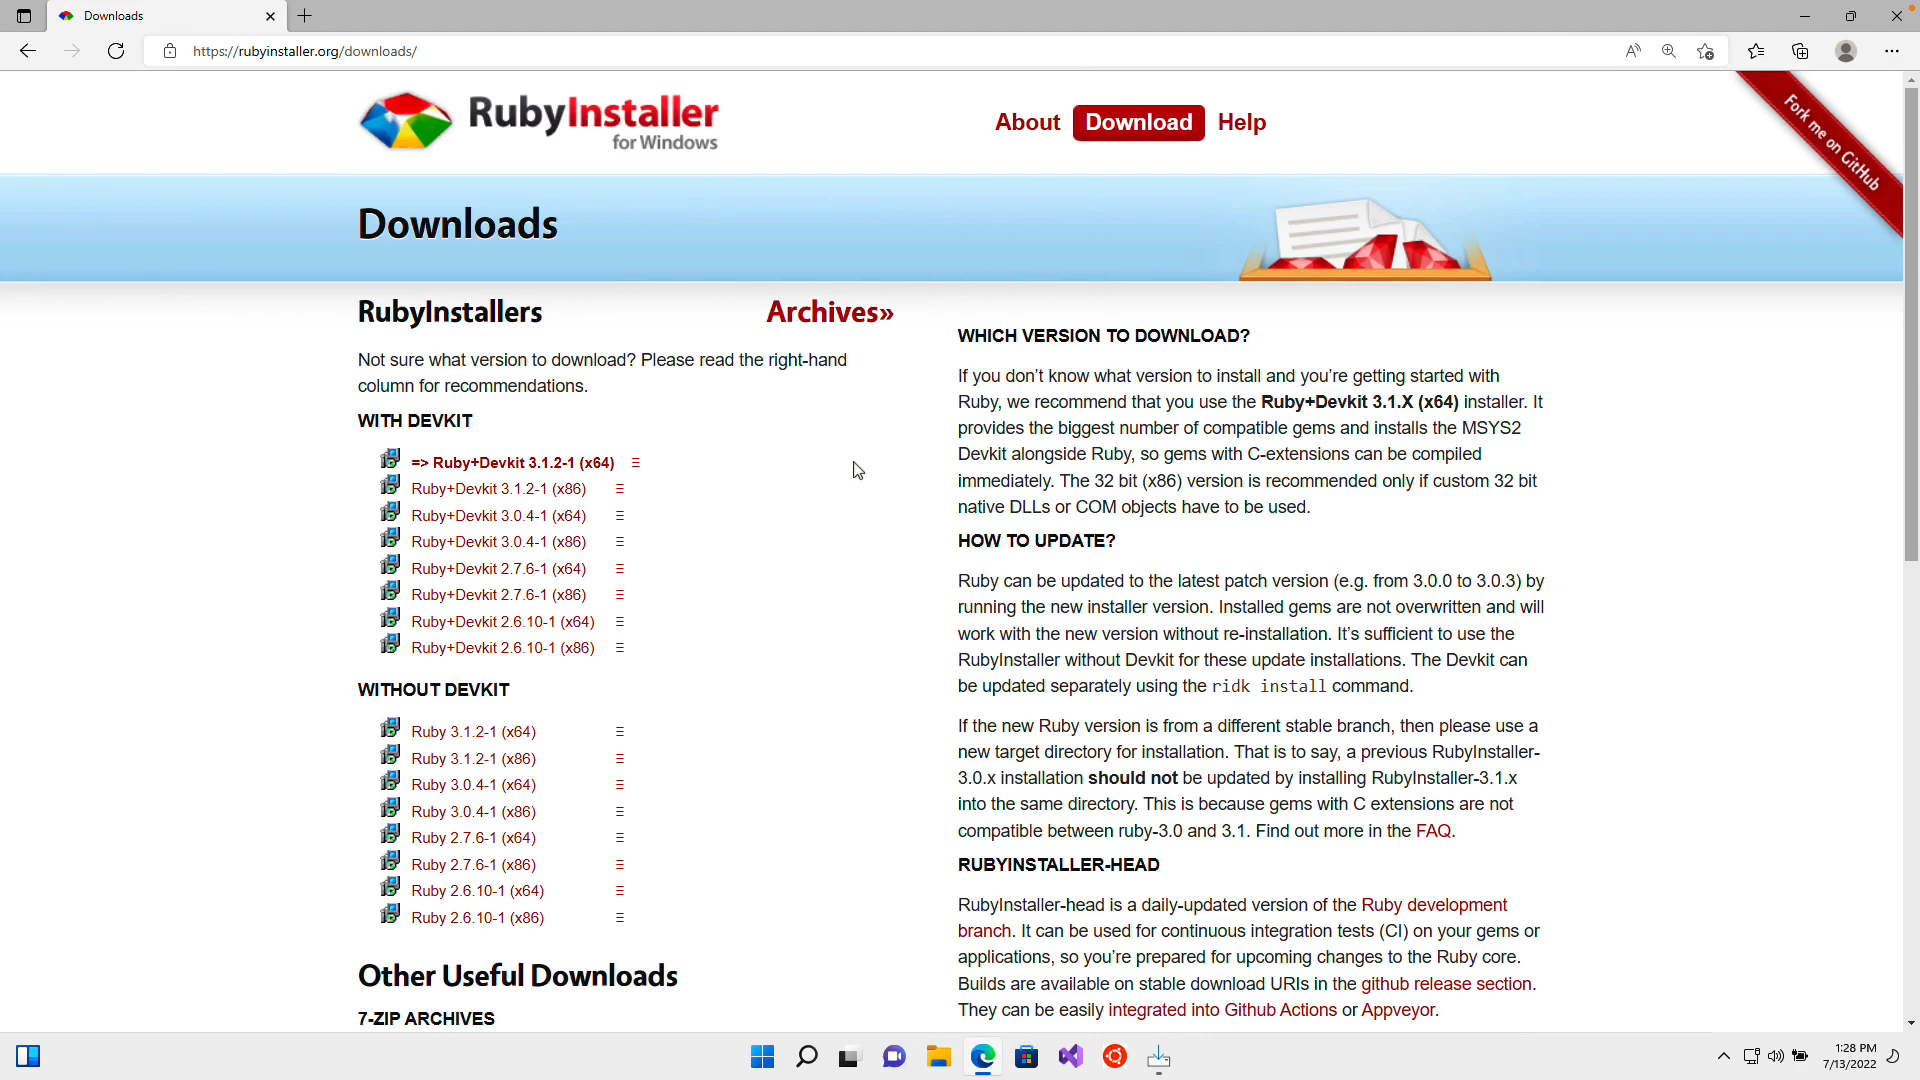 Downloads
https://rubyinstaller.org/downloads/
RubyInstaller
for Windows
About
Download
Help
Fork me on GitHub
Downloads
RubyInstallers
Archives»
Not sure what version to download? Please read the right-hand
column for recommendations.
WITH DEVKIT
=> Ruby+Devkit 3.1.2-1 (x64)
Ruby+Devkit 3.1.2-1 (x86)
Ruby+Devkit 3.0.4-1 (x64)
Ruby+Devkit 3.0.4-1 (x86)
Ruby+Devkit 2.7.6-1 (x64)
Ruby+Devkit 2.7.6-1 (x86)
Ruby+Devkit 2.6.10-1 (x64)
Ruby+Devkit 2.6.10-1 (x86)
WITHOUT DEVKIT
Ruby 3.1.2-1 (x64)
Ruby 3.1.2-1 (x86)
Ruby 3.0.4-1 (x64)
Ruby 3.0.4-1 (x86)
Ruby 2.7.6-1 (x64)
Ruby 2.7.6-1 (x86)
Ruby 2.6.10-1 (x64)
Ruby 2.6.10-1 (x86)
Other Useful Downloads
7-ZIP ARCHIVES
WHICH VERSION TO DOWNLOAD?
If you don’t know what version to install and you’re getting started with
Ruby, we recommend that you use the Ruby+Devkit 3.1.X (x64) installer. It
provides the biggest number of compatible gems and installs the MSYS2
Devkit alongside Ruby, so gems with C-extensions can be compiled
immediately. The 32 bit (x86) version is recommended only if custom 32 bit
native DLLs or COM objects have to be used.
HOW TO UPDATE?
Ruby can be updated to the latest patch version (e.g. from 3.0.0 to 3.0.3) by
running the new installer version. Installed gems are not overwritten and will
work with the new version without re-installation. It’s sufficient to use the
RubyInstaller without Devkit for these update installations. The Devkit can
be updated separately using the ridk install command.
If the new Ruby version is from a different stable branch, then please use a
new target directory for installation. That is to say, a previous RubyInstaller-
3.0.x installation should not be updated by installing RubyInstaller-3.1.x
into the same directory. This is because gems with C extensions are not
compatible between ruby-3.0 and 3.1. Find out more in the FAQ.
RUBYINSTALLER-HEAD
RubyInstaller-head is a daily-updated version of the Ruby development
branch. It can be used for continuous integration tests (CI) on your gems or
applications, so you’re prepared for upcoming changes to the Ruby core.
Builds are available on stable download URIs in the github release section.
They can be easily integrated into Github Actions or Appveyor.
1:28 PM
7/13/2022